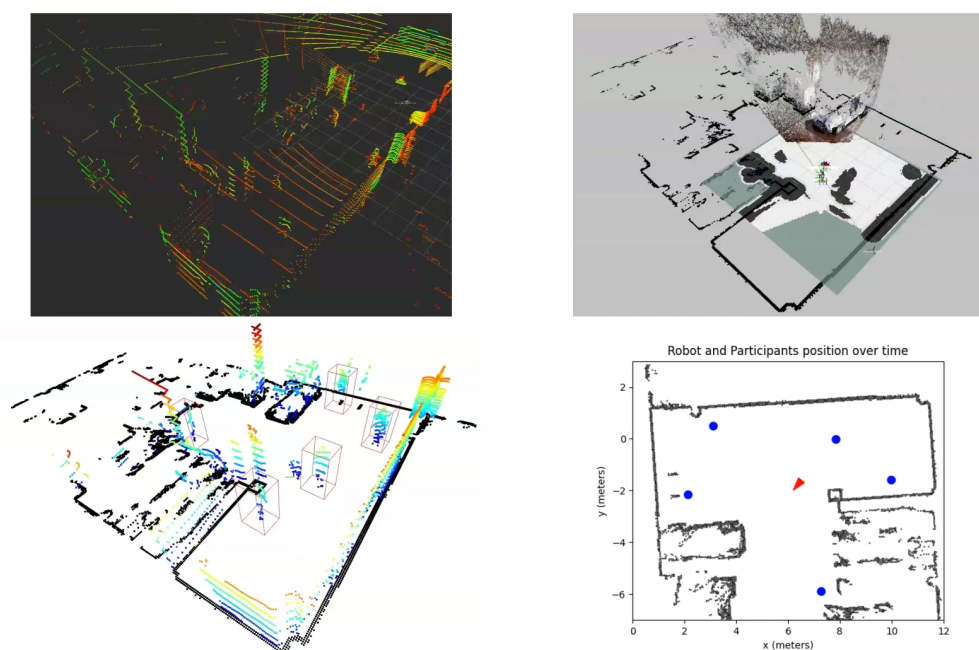 Robot and Participants position over time
y (meters)
2
0
−2
−4
−6
0 2 4 6 8 10 12
x (meters)